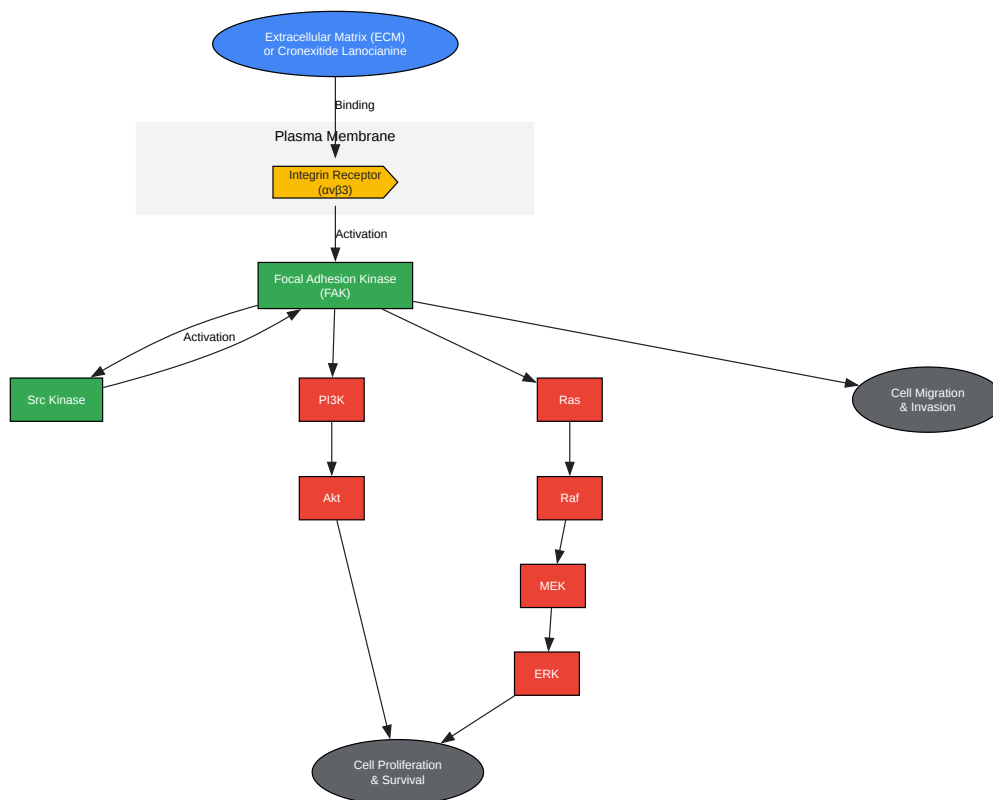 Extracellular Matrix (ECM)
or Cronexitide Lanocianine
Binding
Plasma Membrane
Integrin Receptor
(αvβ3)
Activation
Focal Adhesion Kinase
(FAK)
Activation
Src Kinase
PI3K
Ras
Cell Migration
& Invasion
Akt
Raf
MEK
ERK
Cell Proliferation
& Survival